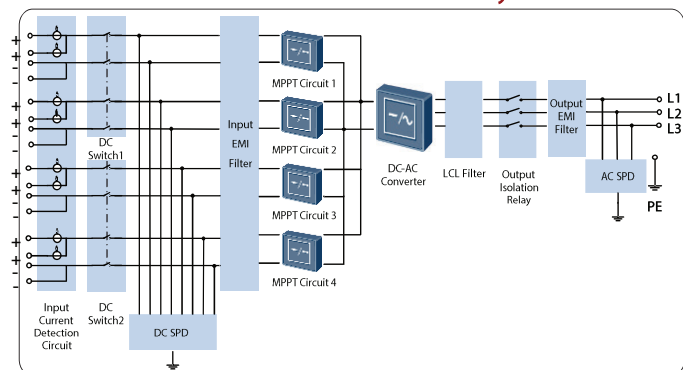 +
+
-
-
+
+
-
-
+
+
-
-
+
+
-
-
A
A
A
A
A
A
A
A
DC
Switch1
DC
Switch2
Input
Current
Detection
Circuit
DC SPD
Input
EMI
Filter
MPPT Circuit 1
MPPT Circuit 2
MPPT Circuit 3
MPPT Circuit 4
DC-AC
Converter
LCL Filter
Output
Isolation
Relay
Output
EMI
Filter
L1
L2
L3
AC SPD
PE